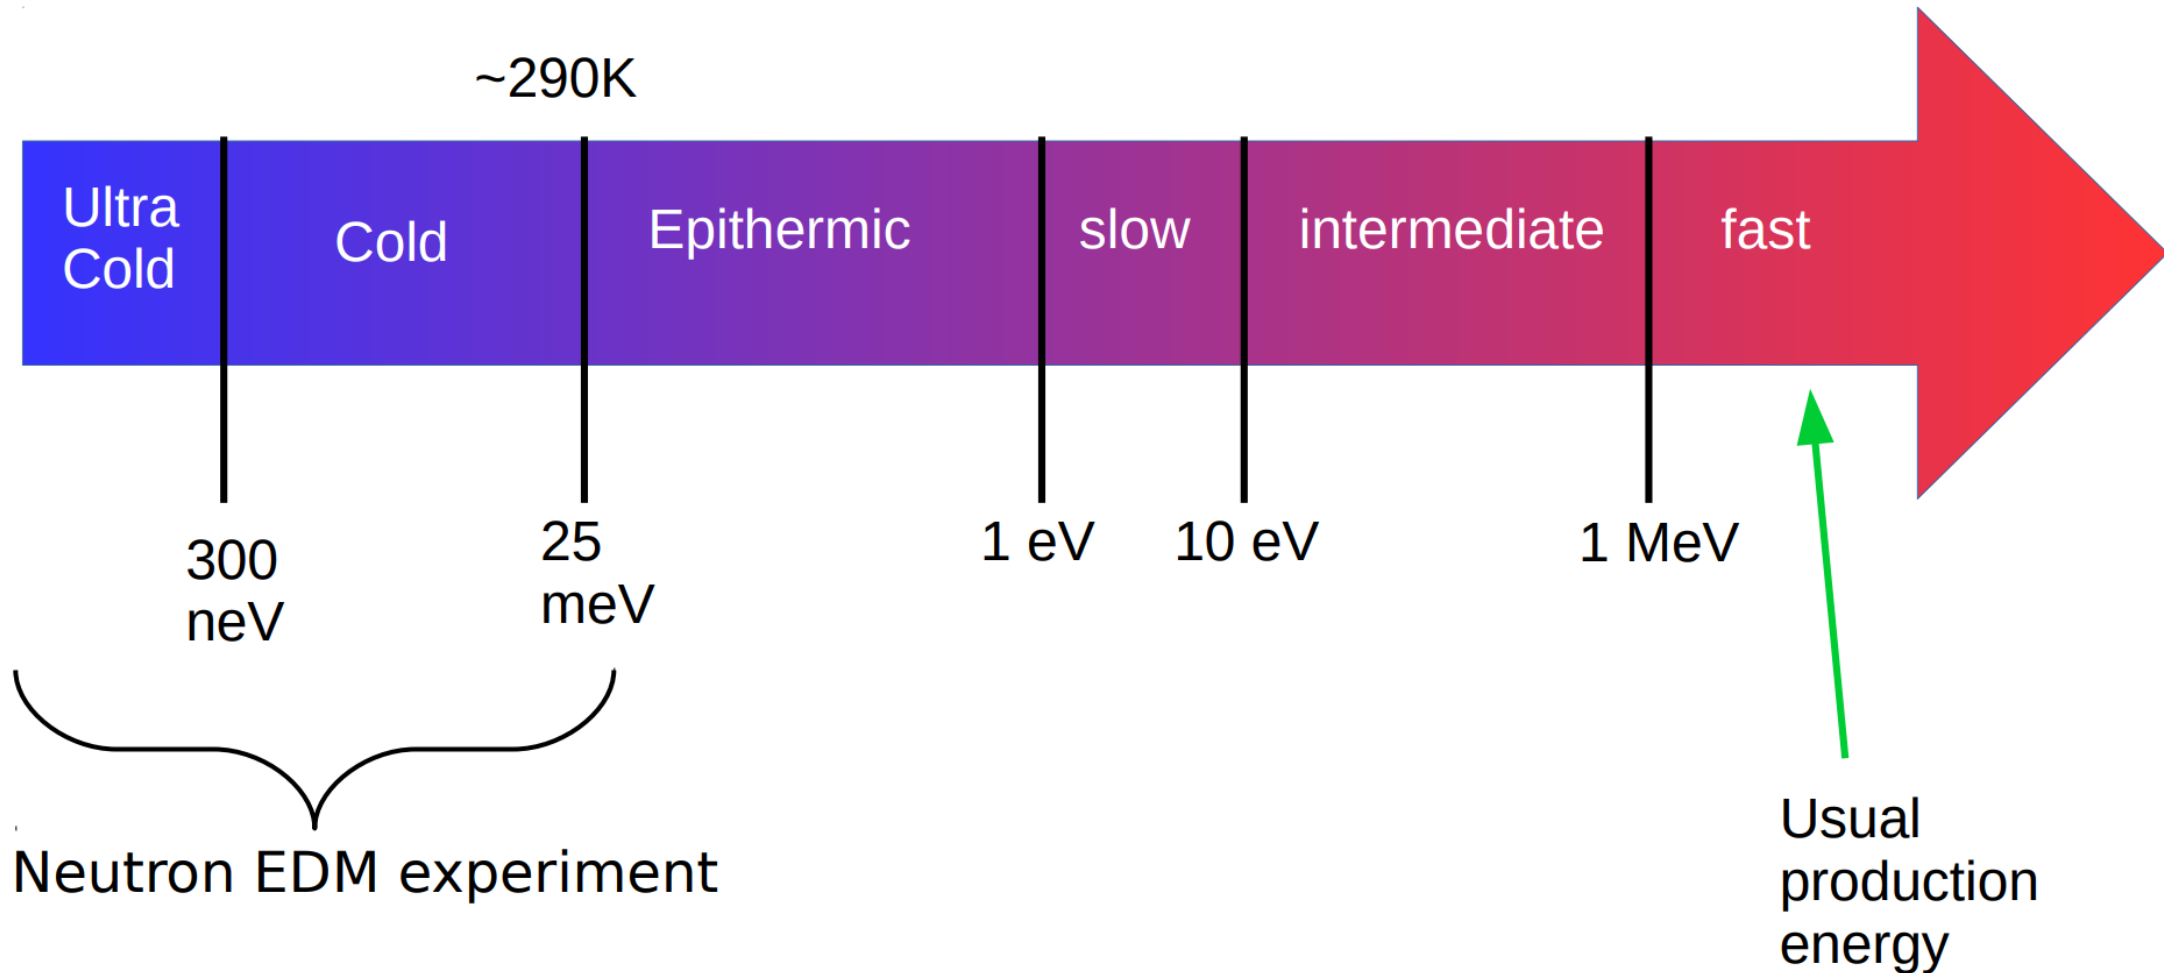 ~290K
Ultra
Cold
Cold
Epithermic
slow
intermediate
fast
300
neV
25
meV
1 eV
10 eV
1 MeV
Neutron EDM experiment
Usual
production
energy